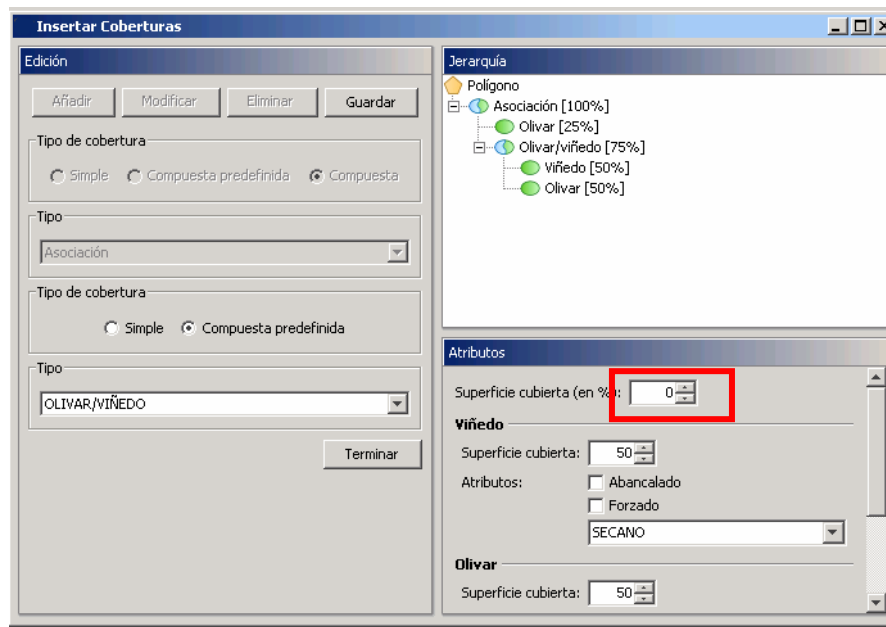 Insertar Coberturas
Edición
Añadir Modificar Eliminar Guardar
Tipo de cobertura
Simple Compuesta predefinida Compuesta
Tipo
Asociación
Tipo de cobertura
Simple Compuesta predefinida
Tipo
OLIVAR/VIÑEDO
Terminar
Jerarquía
Polígono
Asociación [100%]
Olivar [25%]
Olivar/viñedo [75%]
Viñedo [50%]
Olivar [50%]
Atributos
Superficie cubierta (en %): 0
Viñedo
Superficie cubierta: 50
Atributos: Abancalado
Forzado
SECANO
Olivar
Superficie cubierta: 50